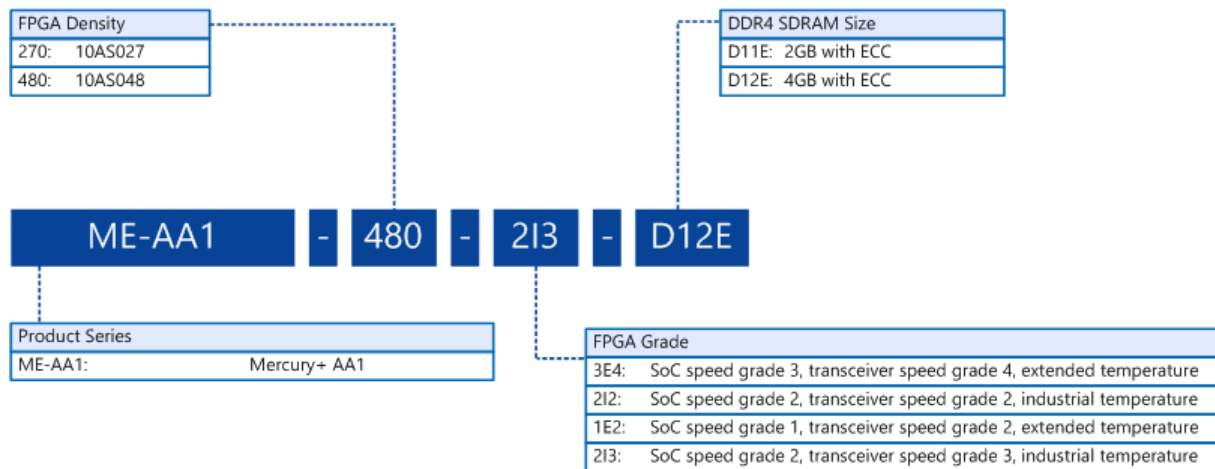 FPGA Density
270: 10AS027
480: 10AS048
DDR4 SDRAM Size
D11E: 2GB with ECC
D12E: 4GB with ECC
ME-AA1 - 480 - 2I3 - D12E
Product Series
ME-AA1: Mercury+ AA1
FPGA Grade
3E4: SoC speed grade 3, transceiver speed grade 4, extended temperature
2I2: SoC speed grade 2, transceiver speed grade 2, industrial temperature
1E2: SoC speed grade 1, transceiver speed grade 2, extended temperature
2I3: SoC speed grade 2, transceiver speed grade 3, industrial temperature